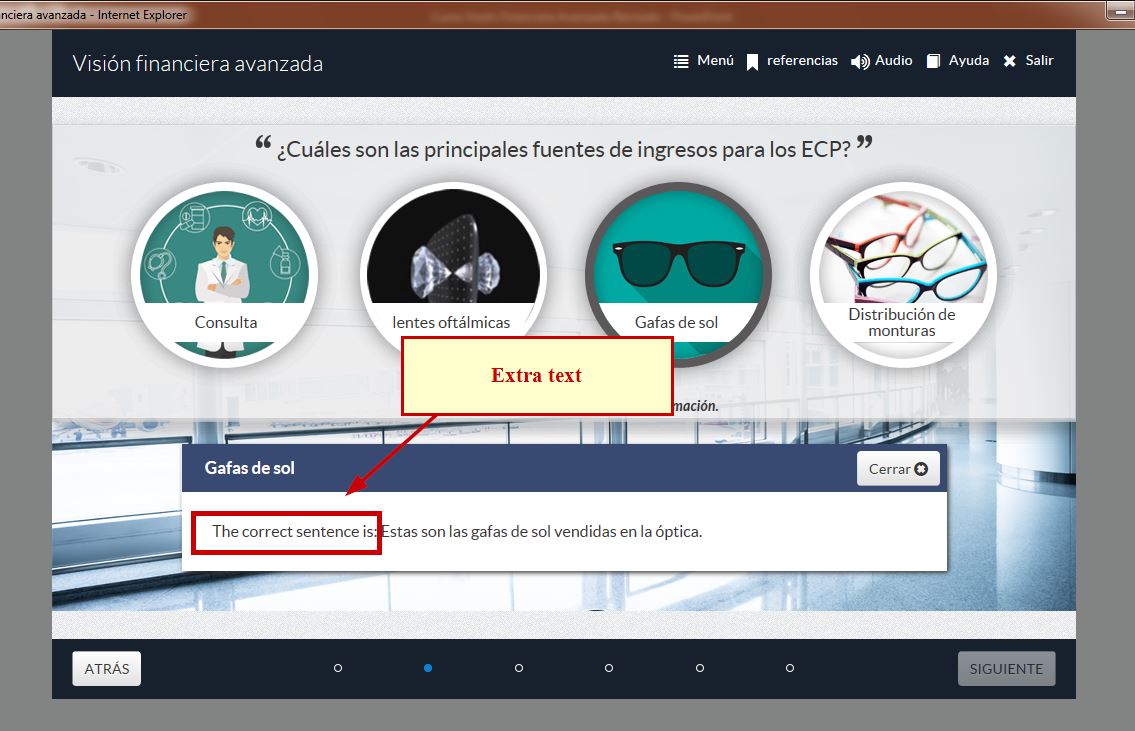 nciera avanzada - Internet Explorer
Visión financiera avanzada
Menú referencias Audio Ayuda Salir
“ ¿Cuáles son las principales fuentes de ingresos para los ECP? ”
Consulta
lentes oftálmicas
Gafas de sol
Distribución de
monturas
Extra text
mación.
Gafas de sol
Cerrar
The correct sentence is: Estas son las gafas de sol vendidas en la óptica.
ATRÁS
SIGUIENTE